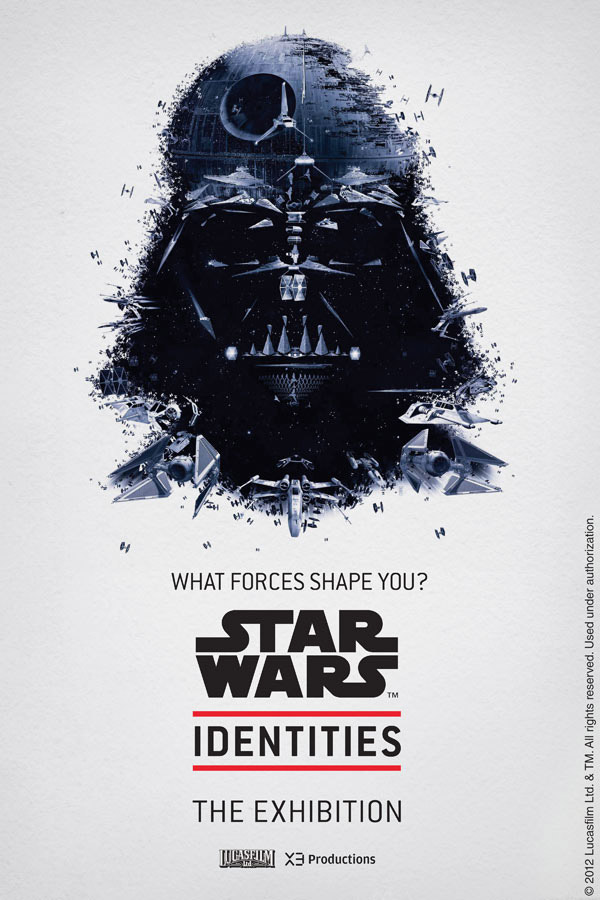 WHAT FORCES SHAPE YOU?
STAR
WARS
TM
IDENTITIES
THE EXHIBITION
LUCASFILM
Ltd.
X3 Productions
© 2012 Lucasfilm Ltd. & TM. All rights reserved. Used under authorization.